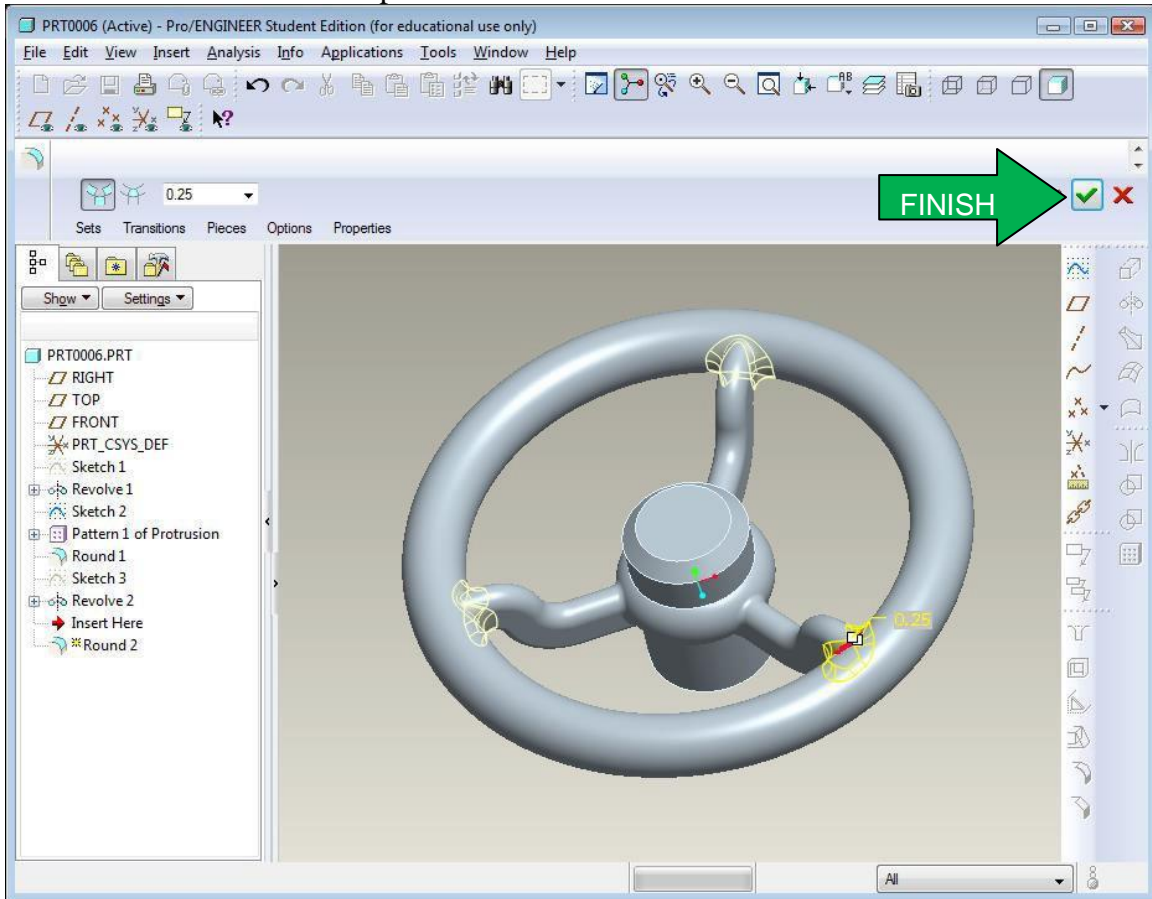 PRT0006 (Active) - Pro/ENGINEER Student Edition (for educational use only)
File Edit View Insert Analysis Info Applications Tools Window Help
0.25
FINISH
Sets Transitions Pieces Options Properties
Show Settings
PRT0006.PRT
RIGHT
TOP
FRONT
PRT_CSYS_DEF
Sketch 1
Revolve 1
Sketch 2
Pattern 1 of Protrusion
Round 1
Sketch 3
Revolve 2
Insert Here
Round 2
0.25
All